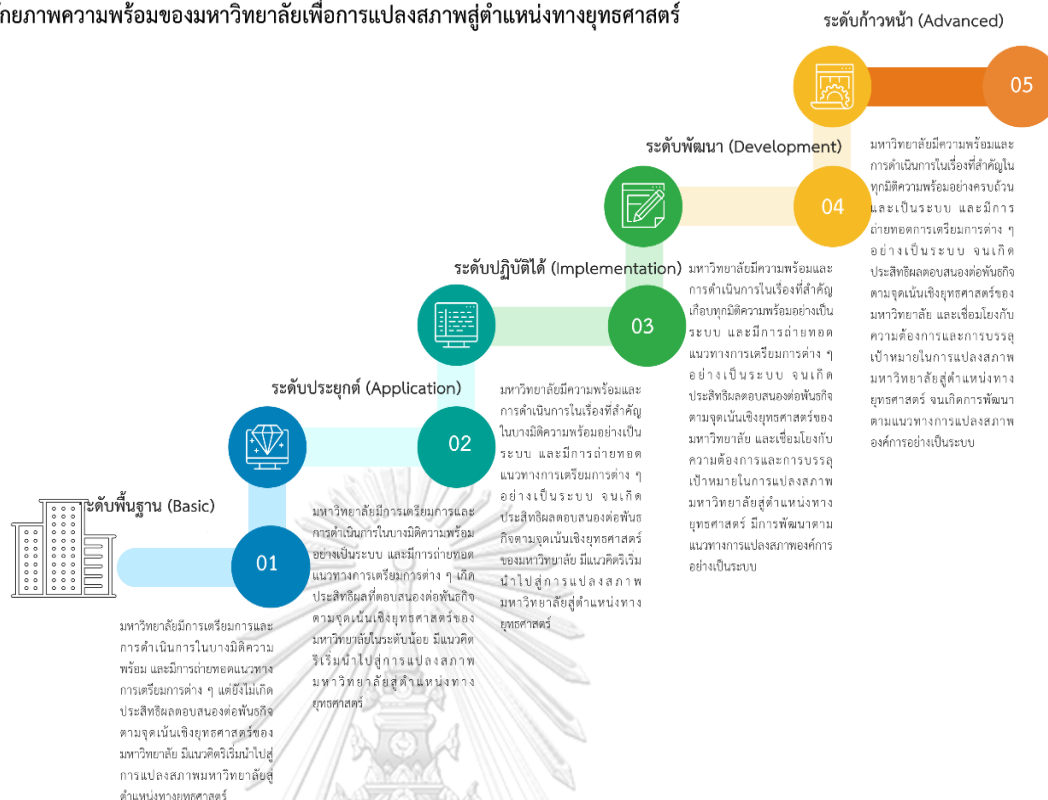 กยภาพความพร้อมของมหาวิทยาลัยเพื่อการแปลงสภาพสู่ตำแหน่งทางยุทธศาสตร์
ระดับพื้นฐาน (Basic)
01
มหาวิทยาลัยมีการเตรียมการและ
การดำเนินการในบางมิติความ
พร้อม และมีการถ่ายทอดแนวทาง
การเตรียมการต่าง ๆ แต่ยังไม่เกิด
ประสิทธิผลตอบสนองต่อพันธกิจ
ตามจุดเน้นเชิงยุทธศาสตร์ของ
มหาวิทยาลัย มีแนวคิดริเริ่มนำไปสู่
การแปลงสภาพมหาวิทยาลัยสู่
ตำแหน่งทางยุทธศาสตร์
ระดับประยุกต์ (Application)
02
มหาวิทยาลัยมีการเตรียมการและ
การดำเนินการในบางมิติความพร้อม
อย่างเป็นระบบ และมีการถ่ายทอด
แนวทางการเตรียมการต่าง ๆ เกิด
ประสิทธิผลที่ตอบสนองต่อพันธกิจ
ตามจุดเน้นเชิงยุทธศาสตร์ของ
มหาวิทยาลัยในระดับน้อย มีแนวคิด
ริเริ่มนำไปสู่การแปลงสภาพ
มหาวิทยาลัยสู่ตำแหน่งทาง
ยุทธศาสตร์
ระดับปฏิบัติได้ (Implementation)
03
มหาวิทยาลัยมีความพร้อมและ
การดำเนินการในเรื่องที่สำคัญ
ในบางมิติความพร้อมอย่างเป็น
ระบบ และมีการถ่ายทอด
แนวทางการเตรียมการต่าง ๆ
อย่างเป็นระบบ จนเกิด
ประสิทธิผลตอบสนองต่อพันธ
กิจตามจุดเน้นเชิงยุทธศาสตร์
ของมหาวิทยาลัย มีแนวคิดริเริ่ม
นำไปสู่การแปลงสภาพ
มหาวิทยาลัยสู่ตำแหน่งทาง
ยุทธศาสตร์
ระดับพัฒนา (Development)
04
มหาวิทยาลัยมีความพร้อมและ
การดำเนินการในเรื่องที่สำคัญ
เกือบทุกมิติความพร้อมอย่างเป็น
ระบบ และมีการถ่ายทอด
แนวทางการเตรียมการต่าง ๆ
อย่างเป็นระบบ จนเกิด
ประสิทธิผลตอบสนองต่อพันธกิจ
ตามจุดเน้นเชิงยุทธศาสตร์ของ
มหาวิทยาลัย และเชื่อมโยงกับ
ความต้องการและการบรรลุ
เป้าหมายในการแปลงสภาพ
มหาวิทยาลัยสู่ตำแหน่งทาง
ยุทธศาสตร์ มีการพัฒนาตาม
แนวทางการแปลงสภาพองค์การ
อย่างเป็นระบบ
ระดับก้าวหน้า (Advanced)
05
มหาวิทยาลัยมีความพร้อมและ
การดำเนินการในเรื่องที่สำคัญใน
ทุกมิติความพร้อมอย่างครบถ้วน
และเป็นระบบ และมีการ
ถ่ายทอดการเตรียมการต่าง ๆ
อย่างเป็นระบบ จนเกิด
ประสิทธิผลตอบสนองต่อพันธกิจ
ตามจุดเน้นเชิงยุทธศาสตร์ของ
มหาวิทยาลัย และเชื่อมโยงกับ
ความต้องการและการบรรลุ
เป้าหมายในการแปลงสภาพ
มหาวิทยาลัยสู่ตำแหน่งทาง
ยุทธศาสตร์ จนเกิดการพัฒนา
ตามแนวทางการแปลงสภาพ
องค์การอย่างเป็นระบบ